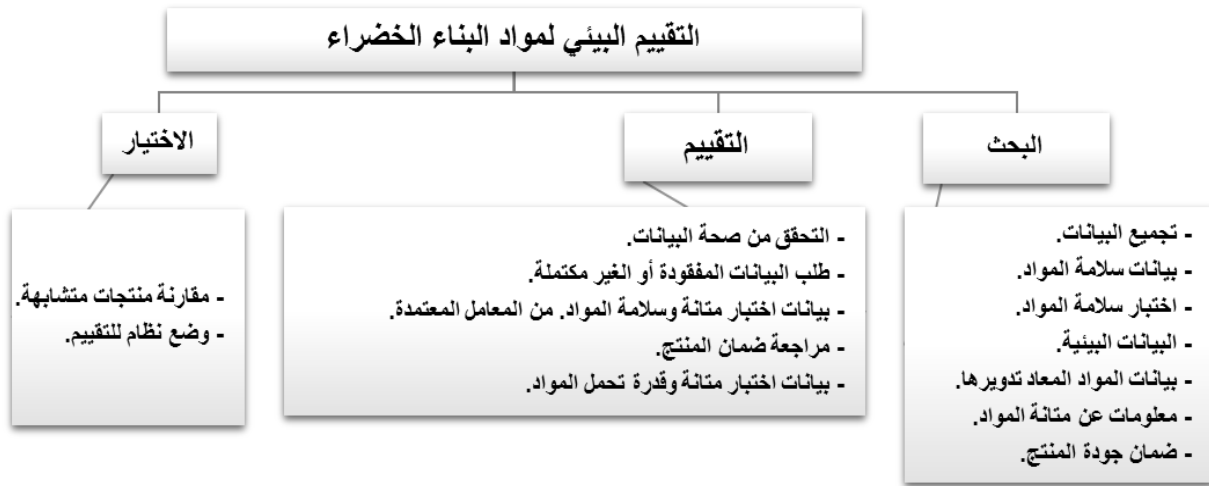 التقييم البيئي لمواد البناء الخضراء
البحث
- تجميع البيانات.
- بيانات سلامة المواد.
- اختبار سلامة المواد.
- البيانات البيئية.
- بيانات المواد المعاد تدويرها.
- معلومات عن متانة المواد.
- ضمان جودة المنتج.
التقييم
- التحقق من صحة البيانات.
- طلب البيانات المفقودة أو الغير مكتملة.
- بيانات اختبار متانة وسلامة المواد. من المعامل المعتمدة.
- مراجعة ضمان المنتج.
- بيانات اختبار متانة وقدرة تحمل المواد.
الاختيار
- مقارنة منتجات متشابهة.
- وضع نظام للتقييم.